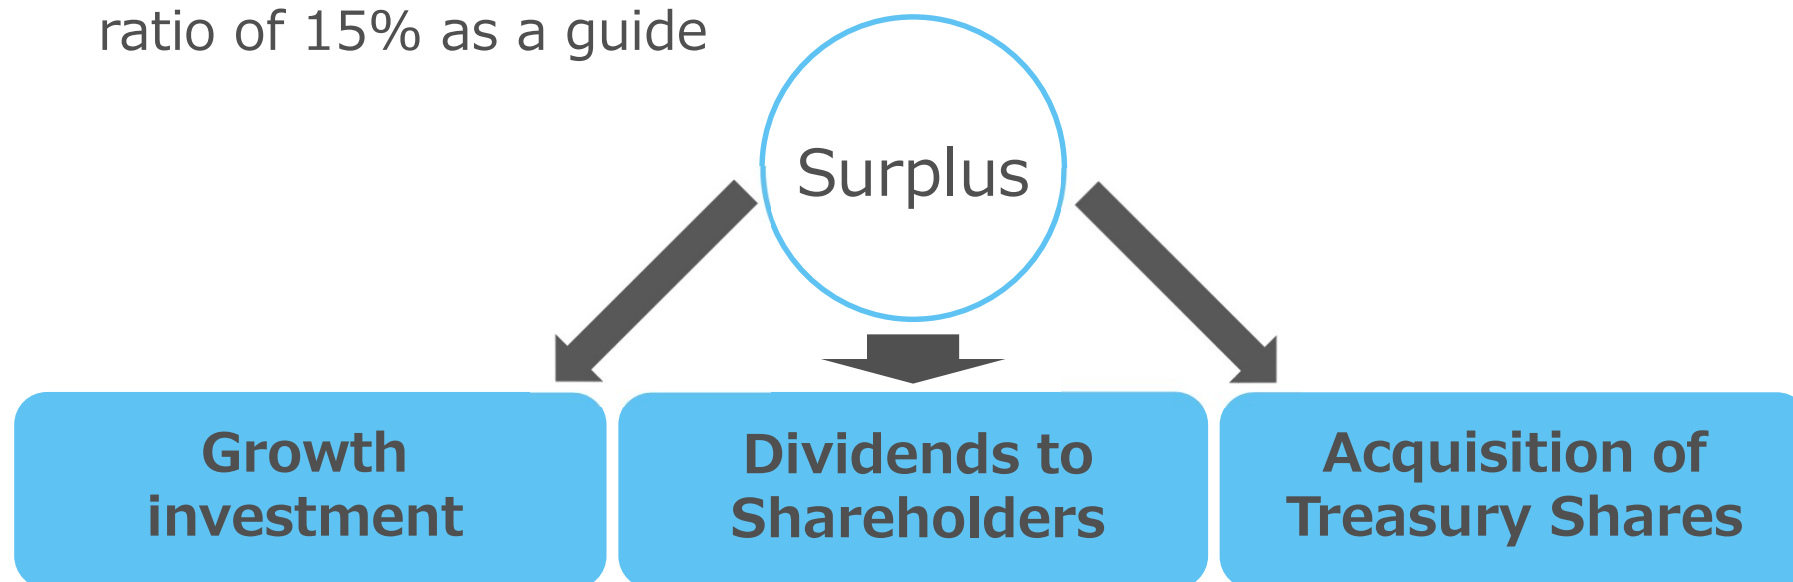 ratio of 15% as a guide
Surplus
Growth
investment
Dividends to
Shareholders
Acquisition of
Treasury Shares